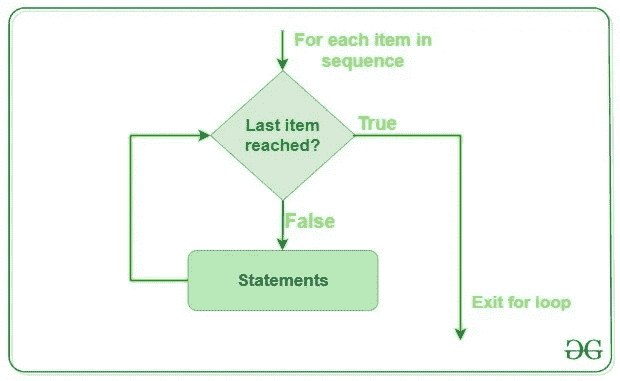 For each item in
sequence
Last item
reached?
True
False
Statements
Exit for loop
GG